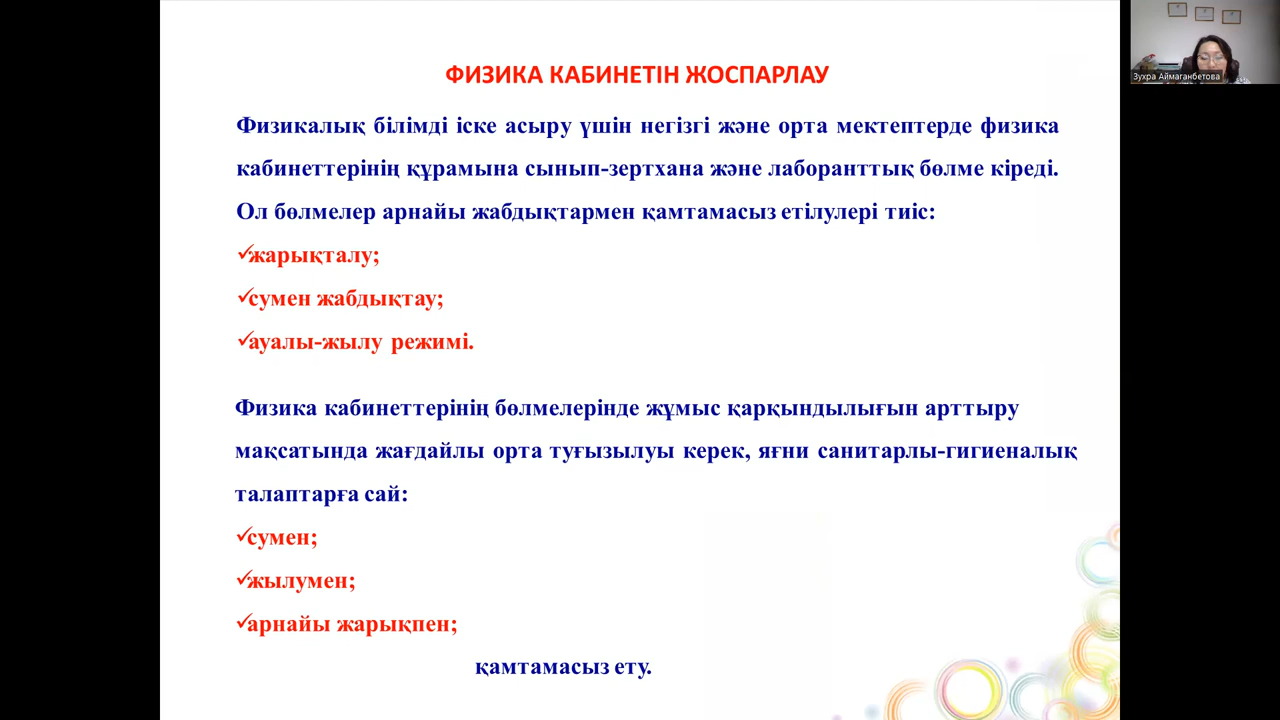 ФИЗИКА КАБИНЕТІН ЖОСПАРЛАУ
Физикалық білімді іске асыру үшін негізгі және орта мектептерде физика
кабинеттерінің құрамына сынып-зертхана және лаборанттық бөлме кіреді.
Ол бөлмелер арнайы жабдықтармен қамтамасыз етілулері тиіс:
✓жарықталу;
✓сумен жабдықтау;
✓ауалы-жылу режимі.
Физика кабинеттерінің бөлмелерінде жұмыс қарқындылығын арттыру
мақсатында жағдайлы орта туғызылуы керек, яғни санитарлы-гигиеналық
талаптарға сай:
✓сумен;
✓жылумен;
✓арнайы жарықпен;
қамтамасыз ету.
Зухра Аймаганбетова